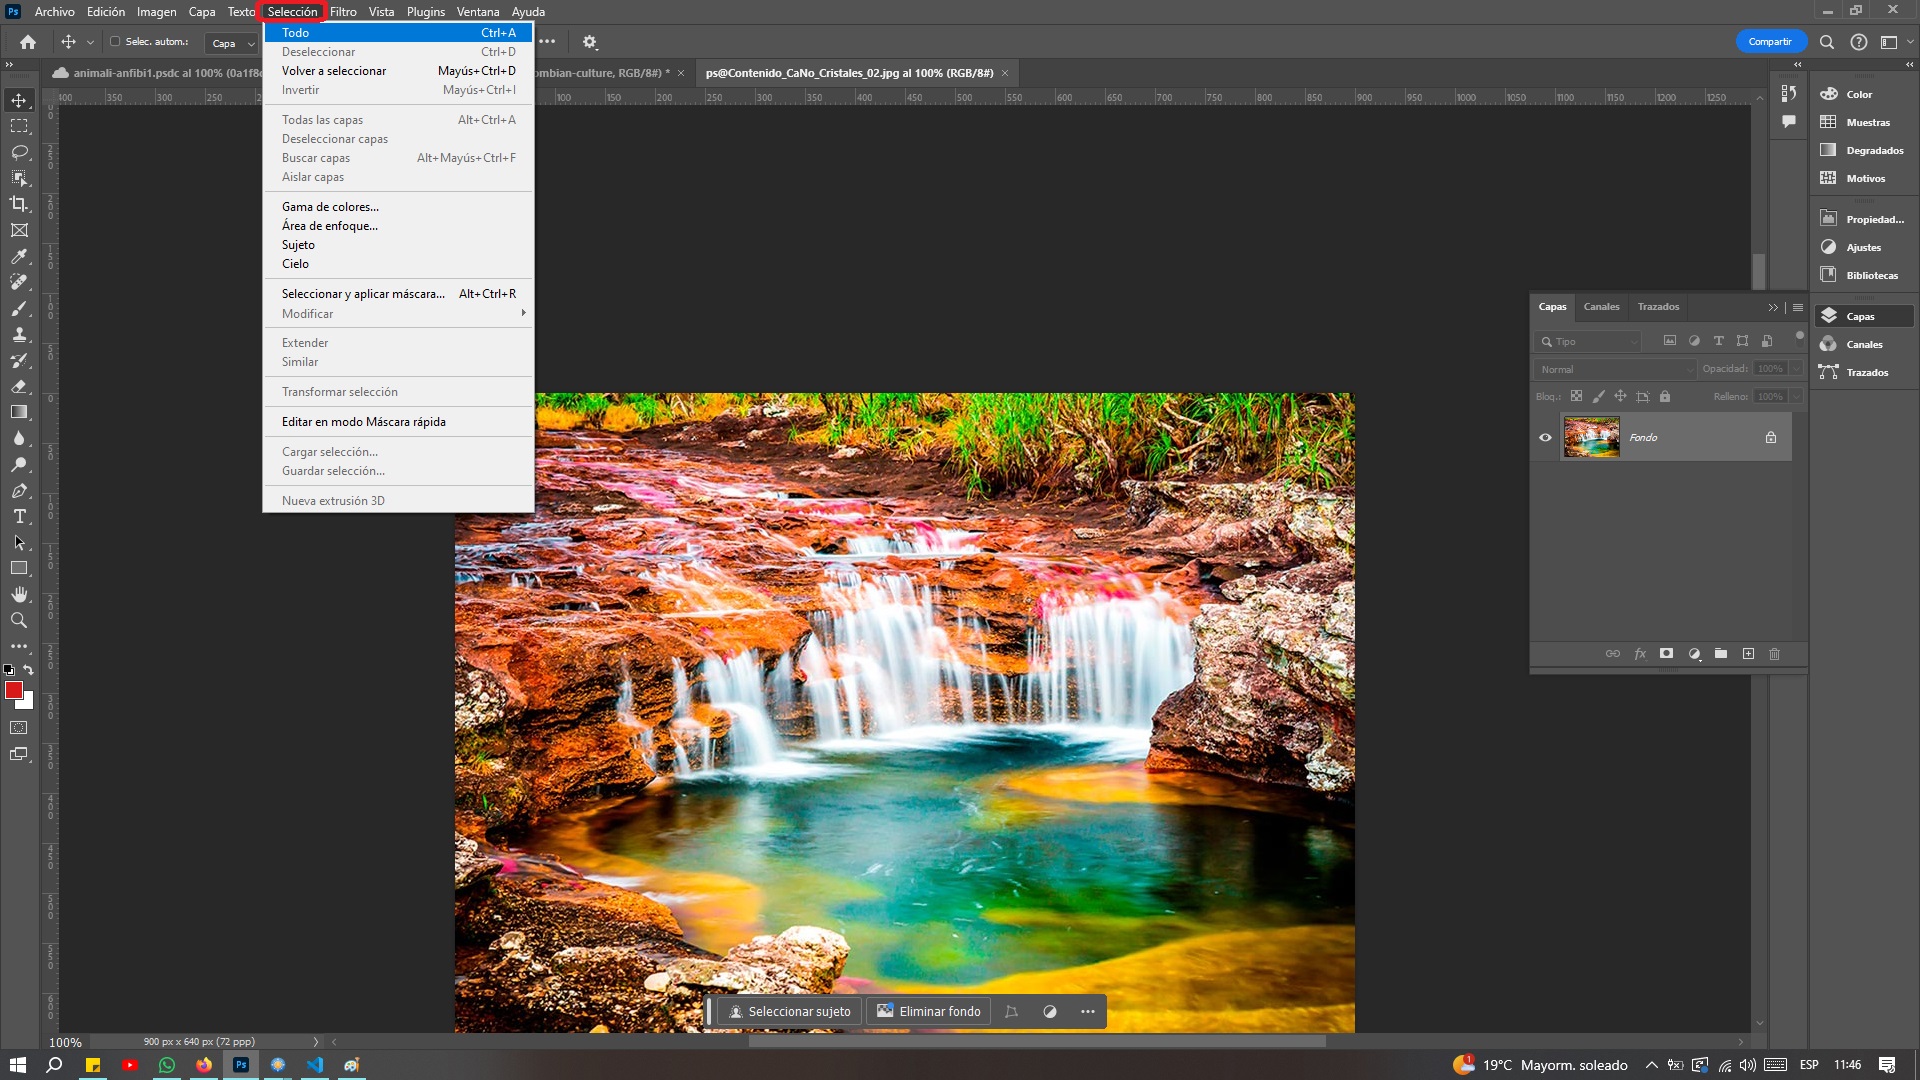 Ps Archivo Edición Imagen Capa Texto Selección Filtro Vista Plugins Ventana Ayuda
Selec. autom.: Capa Compartir
animali-anfibi1.psdc al 100% (0a1f8 ombian-culture, RGB/8#) * ps@Contenido_CaNo_Cristales_02.jpg al 100% (RGB/8#)
Todo Ctrl+A
Deseleccionar Ctrl+D
Volver a seleccionar Mayús+Ctrl+D
Invertir Mayús+Ctrl+I
Todas las capas Alt+Ctrl+A
Deseleccionar capas
Buscar capas Alt+Mayús+Ctrl+F
Aislar capas
Gama de colores...
Área de enfoque...
Sujeto
Cielo
Seleccionar y aplicar máscara... Alt+Ctrl+R
Modificar
Extender
Similar
Transformar selección
Editar en modo Máscara rápida
Cargar selección...
Guardar selección...
Nueva extrusión 3D
400 350 300 250 100 150 200 250 300 350 400 450 500 550 600 650 700 750 800 850 900 950 1000 1050 1100 1150 1200 1250
Color
Muestras
Degradados
Motivos
Propiedad...
Ajustes
Bibliotecas
Capas
Canales
Trazados
Capas Canales Trazados
Tipo
Normal Opacidad: 100%
Bloq.: Relleno: 100%
Fondo
fx
Seleccionar sujeto Eliminar fondo
100% 900 px x 640 px (72 ppp)
Ps 1 19°C Mayorm. soleado ESP 11:46